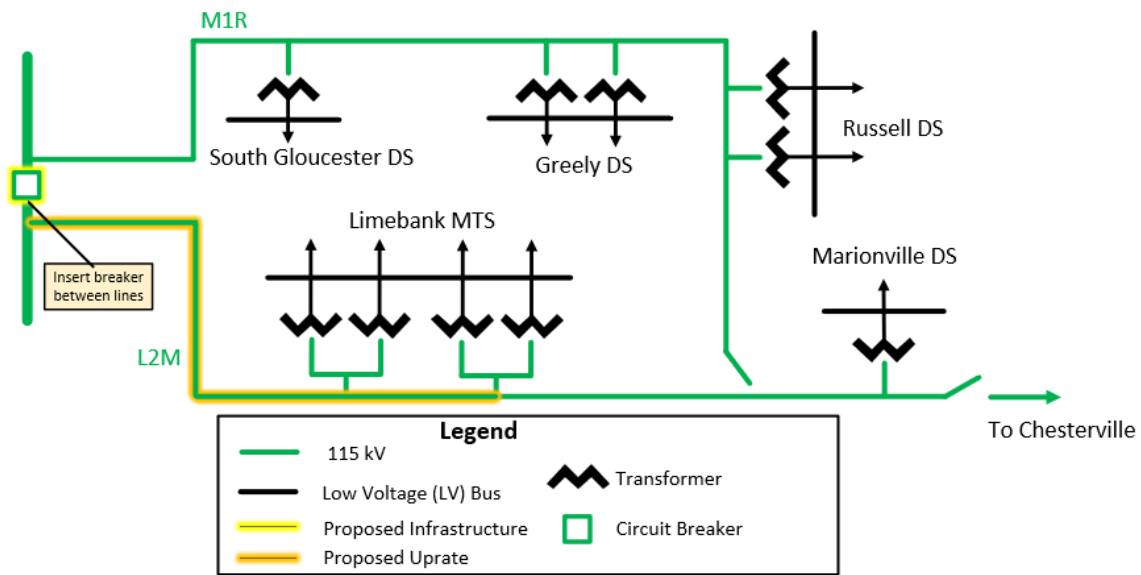 M1R
South Gloucester DS
Greely DS
Russell DS
Limebank MTS
Marionville DS
Insert breaker
between lines
L2M
To Chesterville
Legend
115 kV
Low Voltage (LV) Bus
Proposed Infrastructure
Proposed Uprate
Transformer
Circuit Breaker